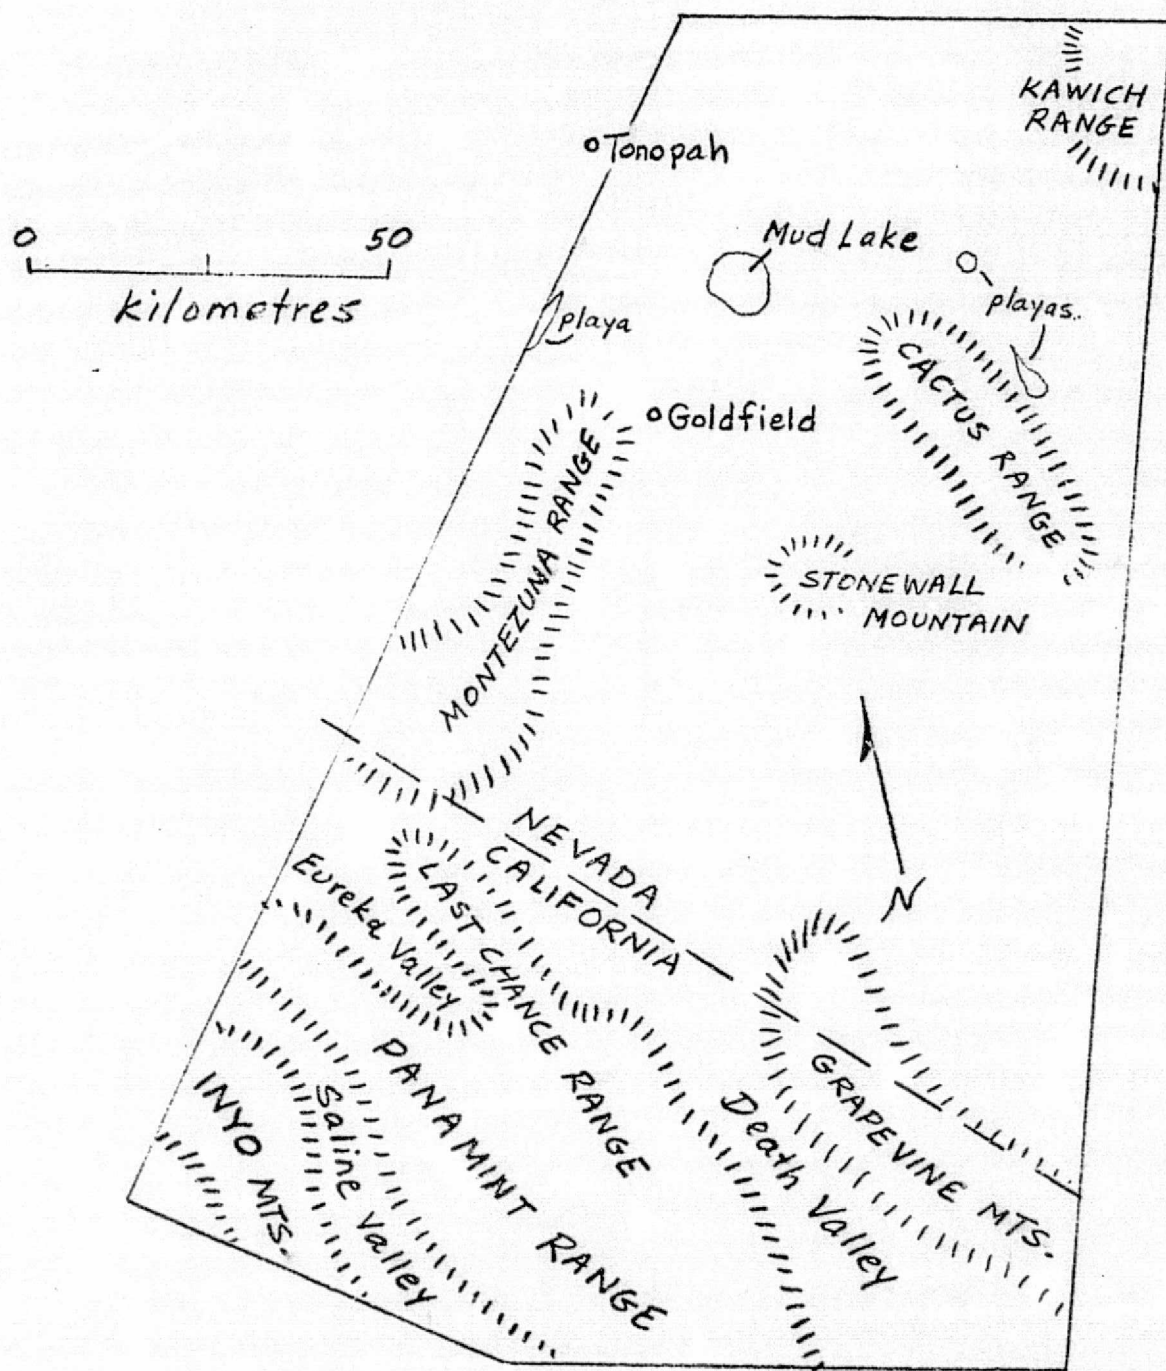 KAWICH
RANGE
Tonopah
0 50
kilometres
Mud Lake
playas.
playa
CACTUS RANGE
Goldfield
MONTEZUNA RANGE
STONEWALL
MOUNTAIN
N
NEVADA
CALIFORNIA
LAST CHANCE RANGE
Eureka Valley
GRAPEVINE MTS.
Death Valley
PANAMINT RANGE
Saline Valley
INYO MTS.